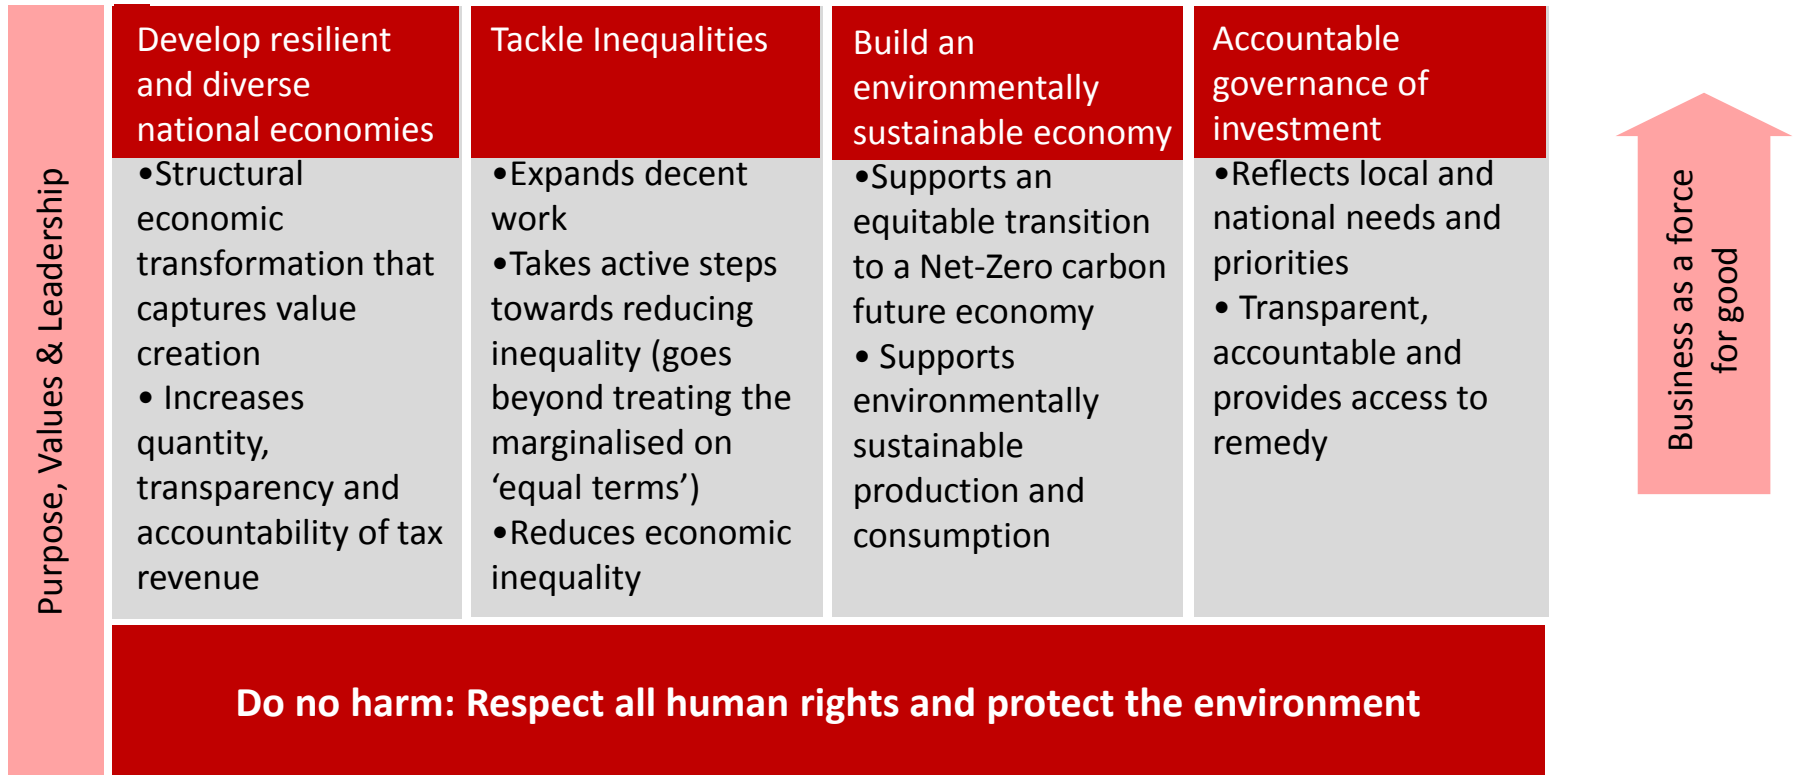 Purpose, Values & Leadership
Develop resilient
and diverse
national economies
•Structural
economic
transformation that
captures value
creation
• Increases
quantity,
transparency and
accountability of tax
revenue
Tackle Inequalities
•Expands decent
work
•Takes active steps
towards reducing
inequality (goes
beyond treating the
marginalised on
‘equal terms’)
•Reduces economic
inequality
Build an
environmentally
sustainable economy
•Supports an
equitable transition
to a Net-Zero carbon
future economy
• Supports
environmentally
sustainable
production and
consumption
Accountable
governance of
investment
•Reflects local and
national needs and
priorities
• Transparent,
accountable and
provides access to
remedy
Do no harm: Respect all human rights and protect the environment
Business as a force
for good